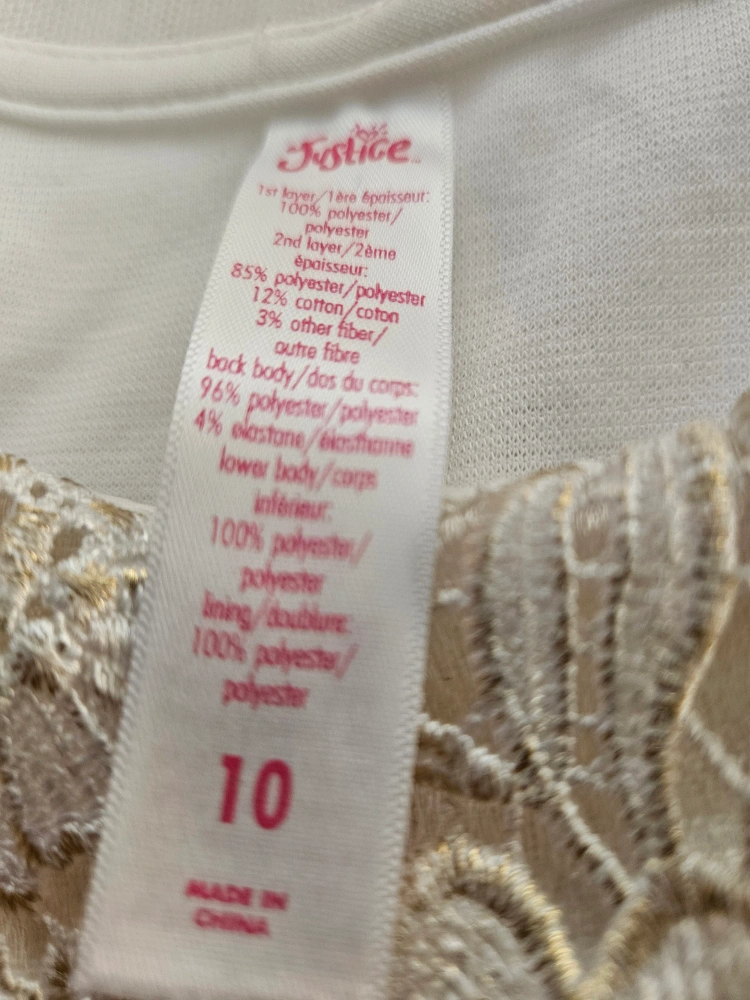 Justice
1st layer/1ère épaisseur:
100% polyester/
polyester
2nd layer/2ème
épaisseur:
85% polyester/polyester
12% cotton/coton
3% other fiber/
autre fibre
back body/dos du corps:
96% polyester/polyester
4% elastane/élasthanne
lower body/corps
inférieur:
100% polyester/
polyester
lining/doublure:
100% polyester/
polyester
10
MADE IN
CHINA